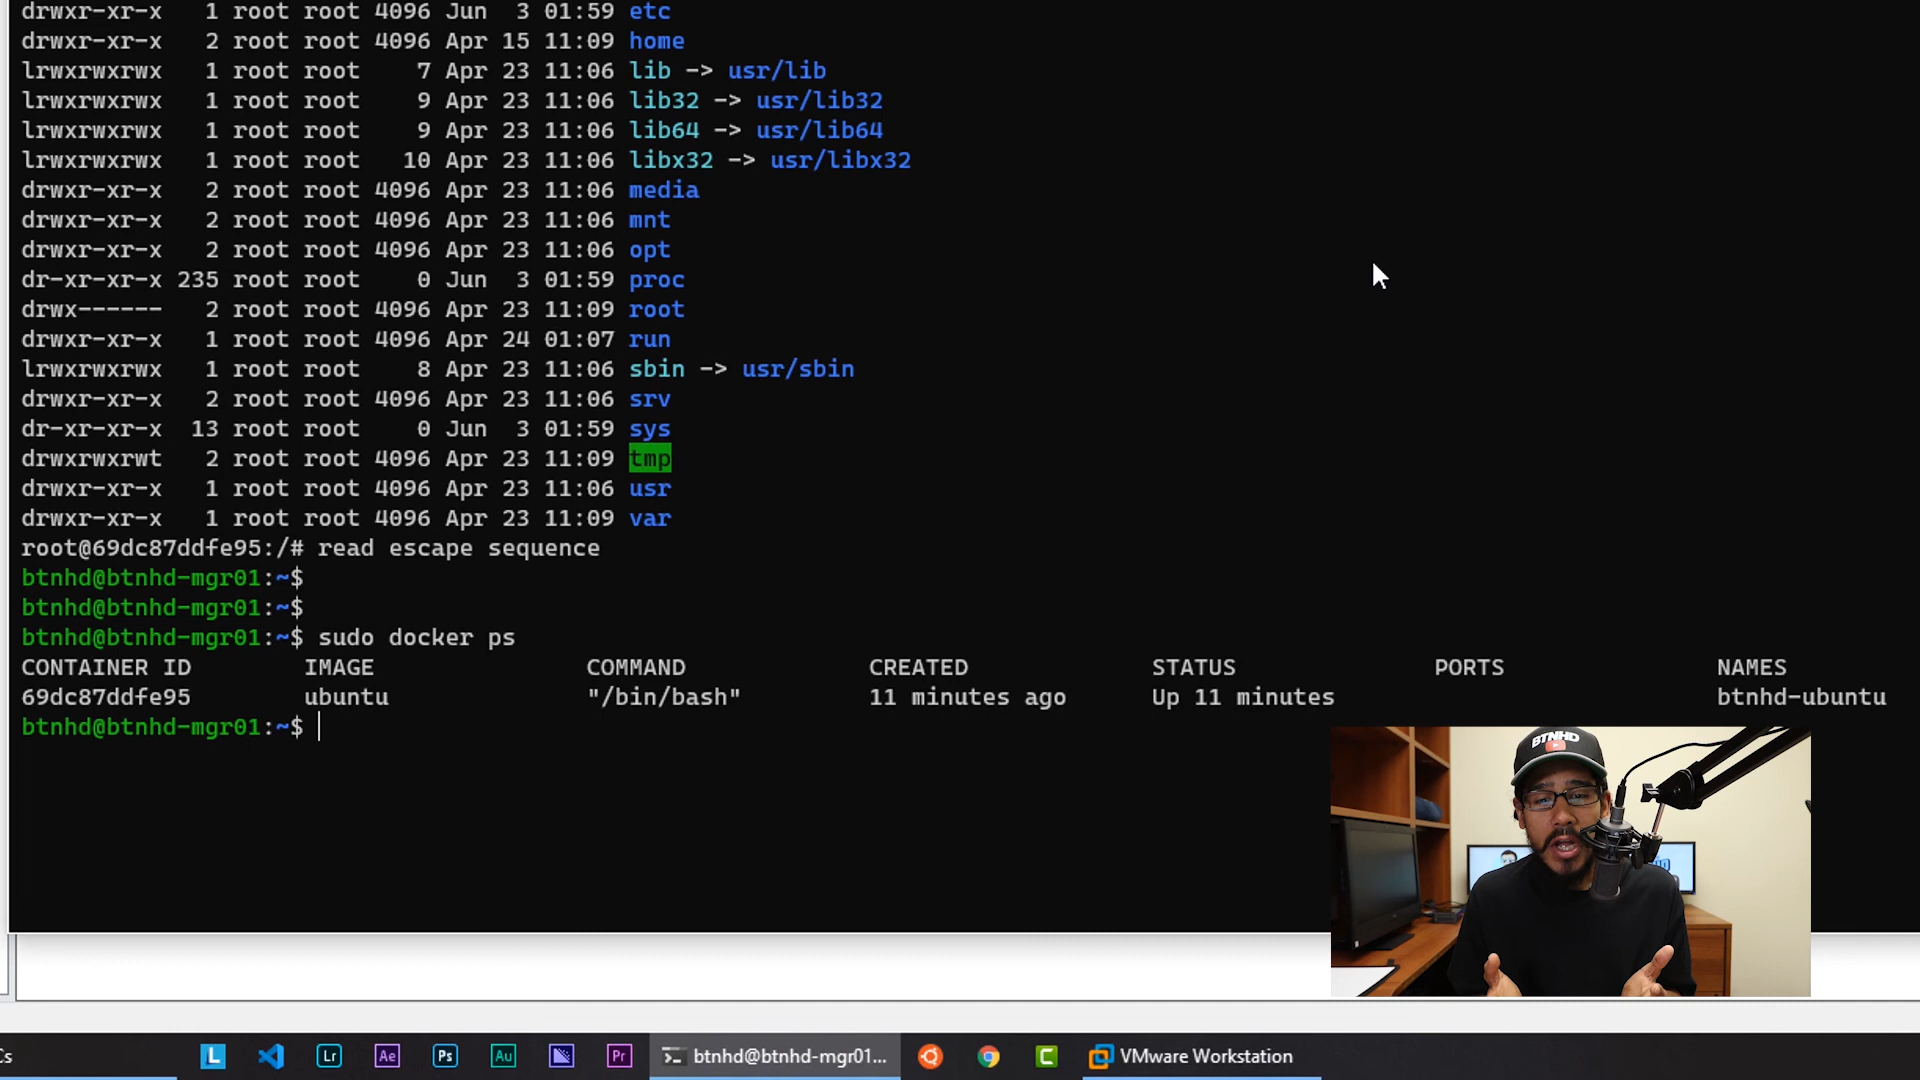 drwxr-xr-x   1 root root 4096 Jun  3 01:59 etc
drwxr-xr-x   2 root root 4096 Apr 15 11:09 home
lrwxrwxrwx   1 root root    7 Apr 23 11:06 lib -> usr/lib
lrwxrwxrwx   1 root root    9 Apr 23 11:06 lib32 -> usr/lib32
lrwxrwxrwx   1 root root    9 Apr 23 11:06 lib64 -> usr/lib64
lrwxrwxrwx   1 root root   10 Apr 23 11:06 libx32 -> usr/libx32
drwxr-xr-x   2 root root 4096 Apr 23 11:06 media
drwxr-xr-x   2 root root 4096 Apr 23 11:06 mnt
drwxr-xr-x   2 root root 4096 Apr 23 11:06 opt
dr-xr-xr-x 235 root root    0 Jun  3 01:59 proc
drwx------   2 root root 4096 Apr 23 11:09 root
drwxr-xr-x   1 root root 4096 Apr 24 01:07 run
lrwxrwxrwx   1 root root    8 Apr 23 11:06 sbin -> usr/sbin
drwxr-xr-x   2 root root 4096 Apr 23 11:06 srv
dr-xr-xr-x  13 root root    0 Jun  3 01:59 sys
drwxrwxrwt   2 root root 4096 Apr 23 11:09 tmp
drwxr-xr-x   1 root root 4096 Apr 23 11:06 usr
drwxr-xr-x   1 root root 4096 Apr 23 11:09 var
root@69dc87ddfe95:/# read escape sequence
btnhd@btnhd-mgr01:~$
btnhd@btnhd-mgr01:~$
btnhd@btnhd-mgr01:~$ sudo docker ps
CONTAINER ID        IMAGE               COMMAND             CREATED             STATUS              PORTS               NAMES
69dc87ddfe95        ubuntu              "/bin/bash"         11 minutes ago      Up 11 minutes                           btnhd-ubuntu
btnhd@btnhd-mgr01:~$
BTNHD
Cs L Lr Ae Ps Au Pr btnhd@btnhd-mgr01... C VMware Workstation